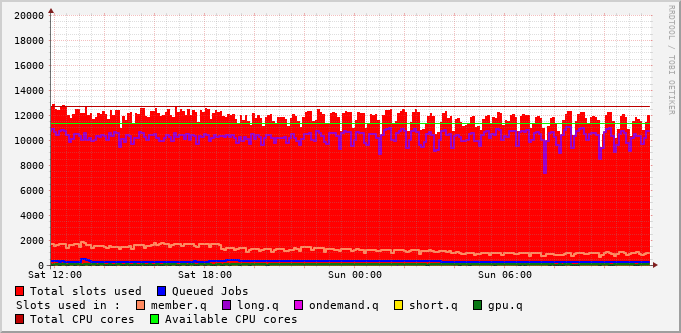 20000
18000
16000
14000
12000
10000
8000
6000
4000
2000
0
Sat 12:00 Sat 18:00 Sun 00:00 Sun 06:00
Total slots used Queued Jobs
Slots used in : member.q long.q ondemand.q short.q gpu.q
Total CPU cores Available CPU cores
RRDTOOL / TOBI OETIKER